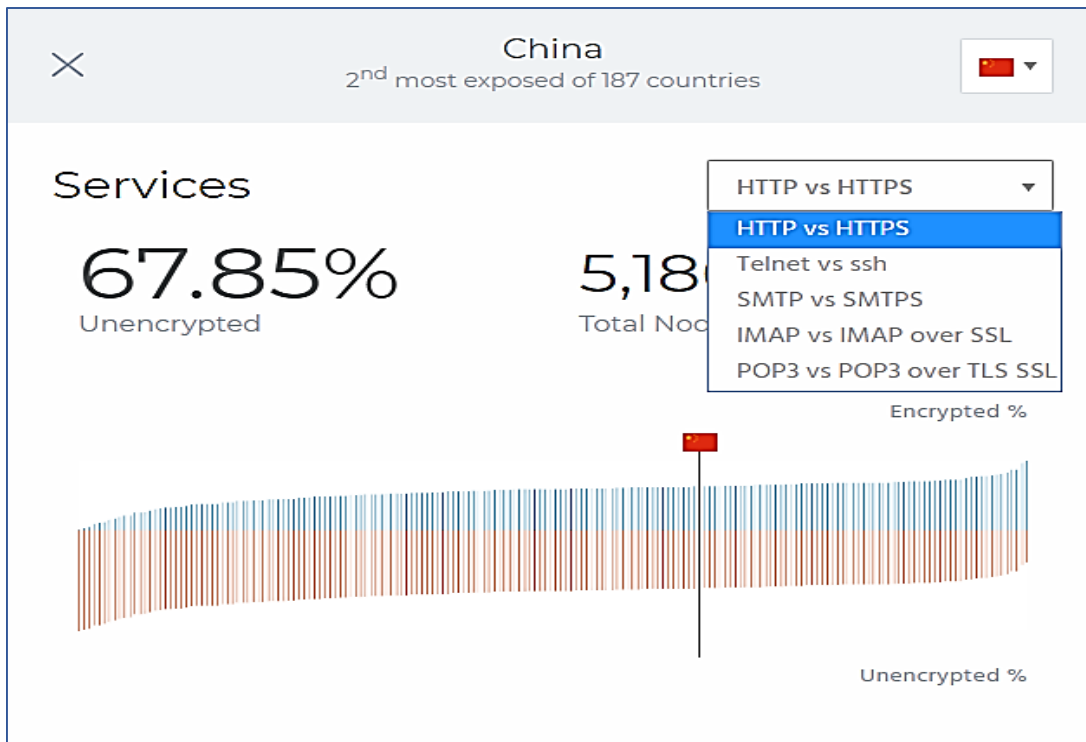 China
2nd most exposed of 187 countries
Services
HTTP vs HTTPS
HTTP vs HTTPS
Telnet vs ssh
SMTP vs SMTPS
IMAP vs IMAP over SSL
POP3 vs POP3 over TLS SSL
67.85%
Unencrypted
Total
Encrypted %
Unencrypted %